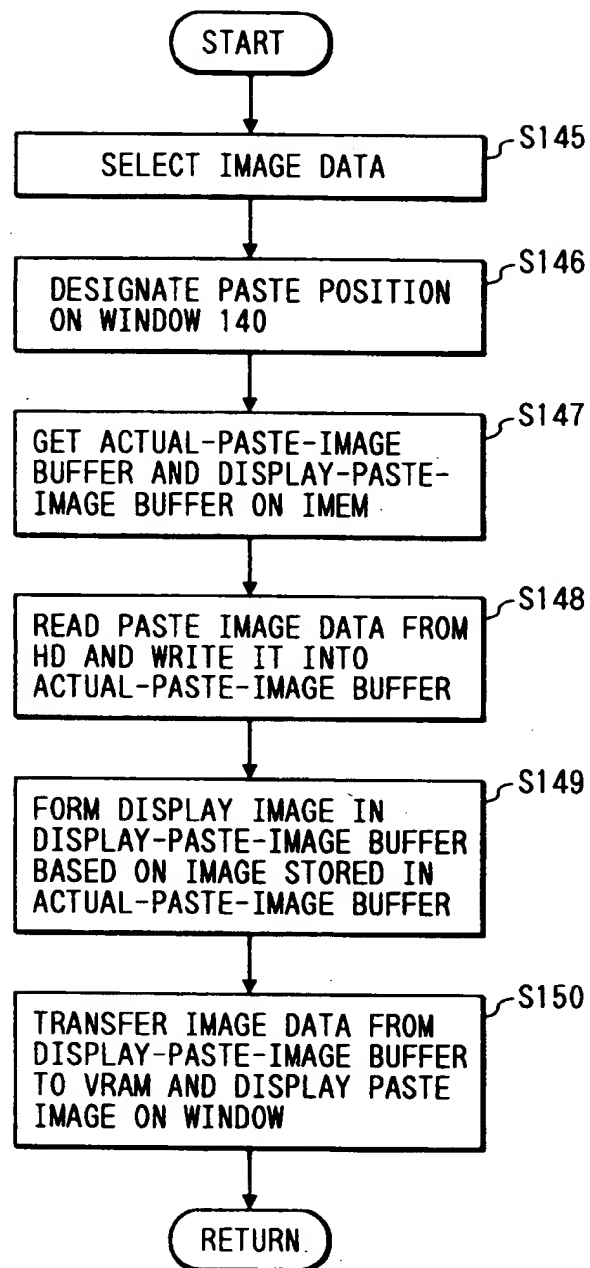 START
S145
SELECT IMAGE DATA
S146
DESIGNATE PASTE POSITION
ON WINDOW 140
S147
GET ACTUAL-PASTE-IMAGE
BUFFER AND DISPLAY-PASTE-
IMAGE BUFFER ON IMEM
S148
READ PASTE IMAGE DATA FROM
HD AND WRITE IT INTO
ACTUAL-PASTE-IMAGE BUFFER
S149
FORM DISPLAY IMAGE IN
DISPLAY-PASTE-IMAGE BUFFER
BASED ON IMAGE STORED IN
ACTUAL-PASTE-IMAGE BUFFER
S150
TRANSFER IMAGE DATA FROM
DISPLAY-PASTE-IMAGE BUFFER
TO VRAM AND DISPLAY PASTE
IMAGE ON WINDOW
RETURN